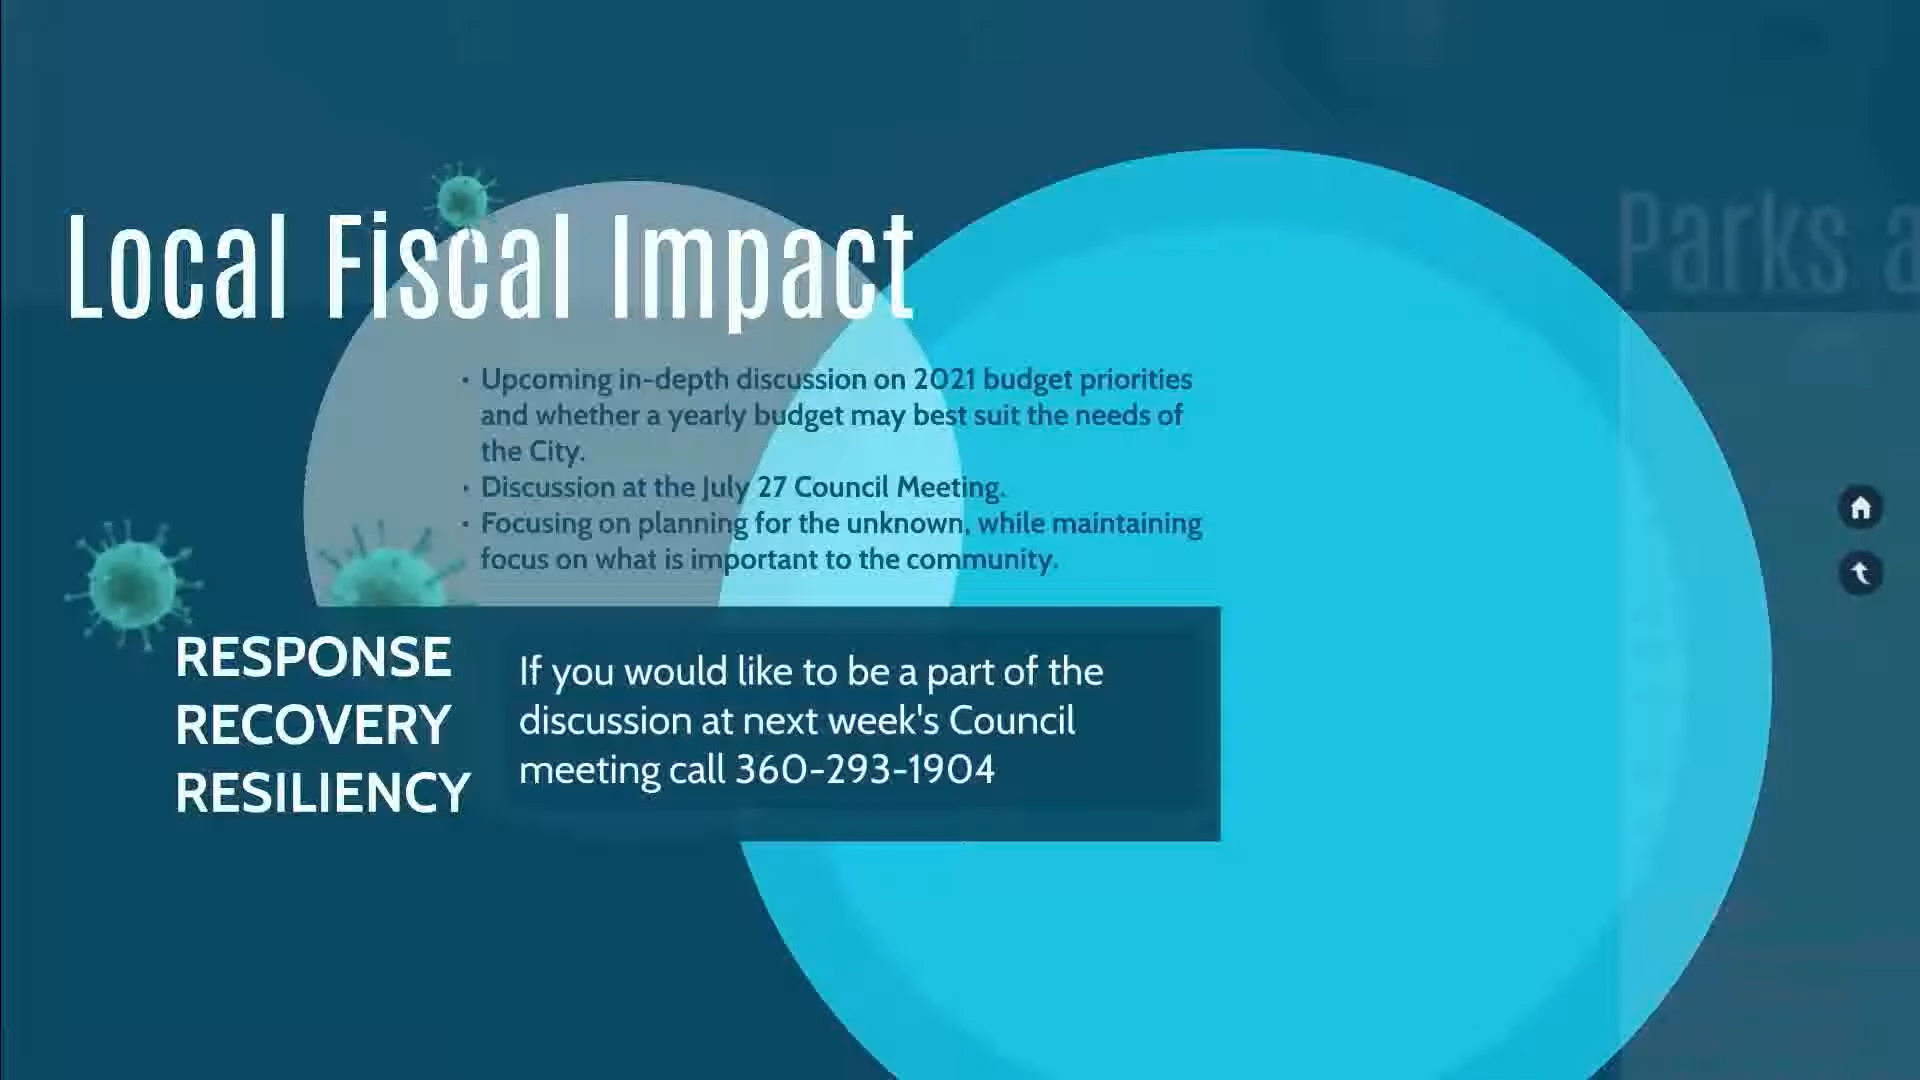 Local Fiscal Impact
Parks a
• Upcoming in-depth discussion on 2021 budget priorities
and whether a yearly budget may best suit the needs of
the City.
• Discussion at the July 27 Council Meeting.
• Focusing on planning for the unknown, while maintaining
focus on what is important to the community.
RESPONSE
RECOVERY
RESILIENCY
If you would like to be a part of the
discussion at next week's Council
meeting call 360-293-1904